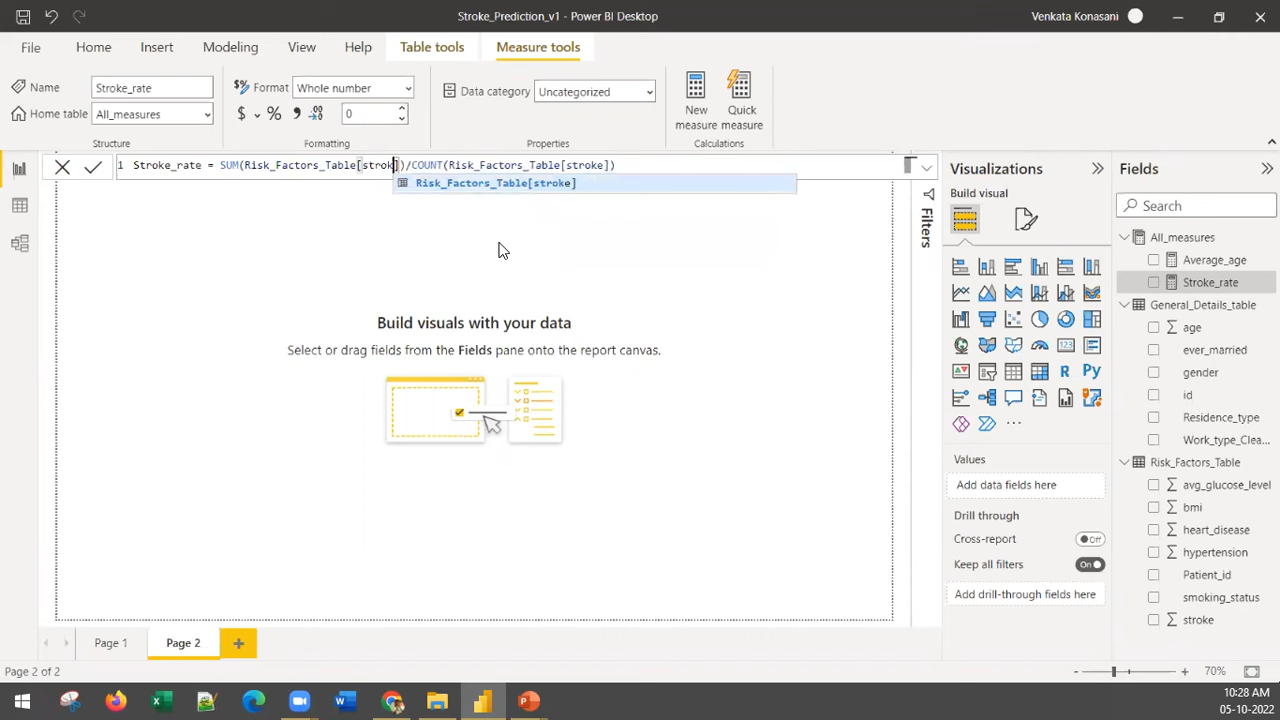 Stroke_Prediction_v1 - Power BI Desktop
Venkata Konasani
File
Home
Insert
Modeling
View
Help
Table tools
Measure tools
Name
Stroke_rate
Home table
All_measures
Structure
Format
Whole number
$
%
,
0
Formatting
Data category
Uncategorized
Properties
New measure
Quick measure
Calculations
1 Stroke_rate = SUM(Risk_Factors_Table[strok])/COUNT(Risk_Factors_Table[stroke])
Risk_Factors_Table[stroke]
Build visuals with your data
Select or drag fields from the Fields pane onto the report canvas.
Filters
Visualizations
Build visual
R
Py
123
...
Values
Add data fields here
Drill through
Cross-report
Off
Keep all filters
On
Add drill-through fields here
Fields
Search
All_measures
Average_age
Stroke_rate
General_Details_table
age
ever_married
gender
id
Residence_type
Work_type_Clea...
Risk_Factors_Table
avg_glucose_level
bmi
heart_disease
hypertension
Patient_id
smoking_status
stroke
Page 1
Page 2
Page 2 of 2
70%
10:28 AM
05-10-2022